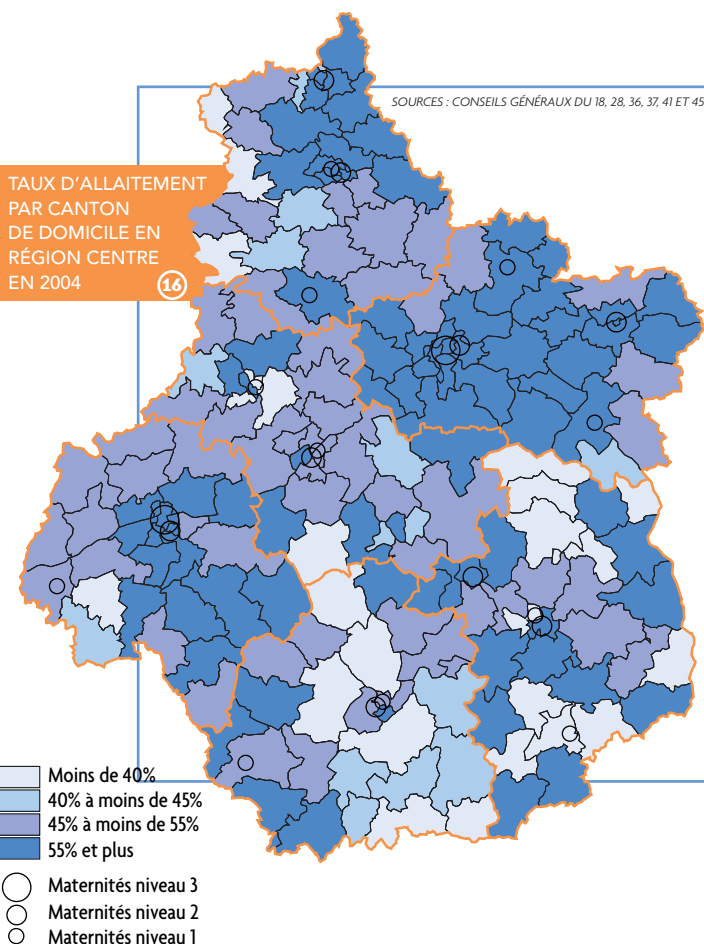 SOURCES : CONSEILS GÉNÉRAUX DU 18, 28, 36, 37, 41 ET 45
TAUX D'ALLAITEMENT
PAR CANTON
DE DOMICILE EN
RÉGION CENTRE
EN 2004
16
Moins de 40%
40% à moins de 45%
45% à moins de 55%
55% et plus
Maternités niveau 3
Maternités niveau 2
Maternités niveau 1